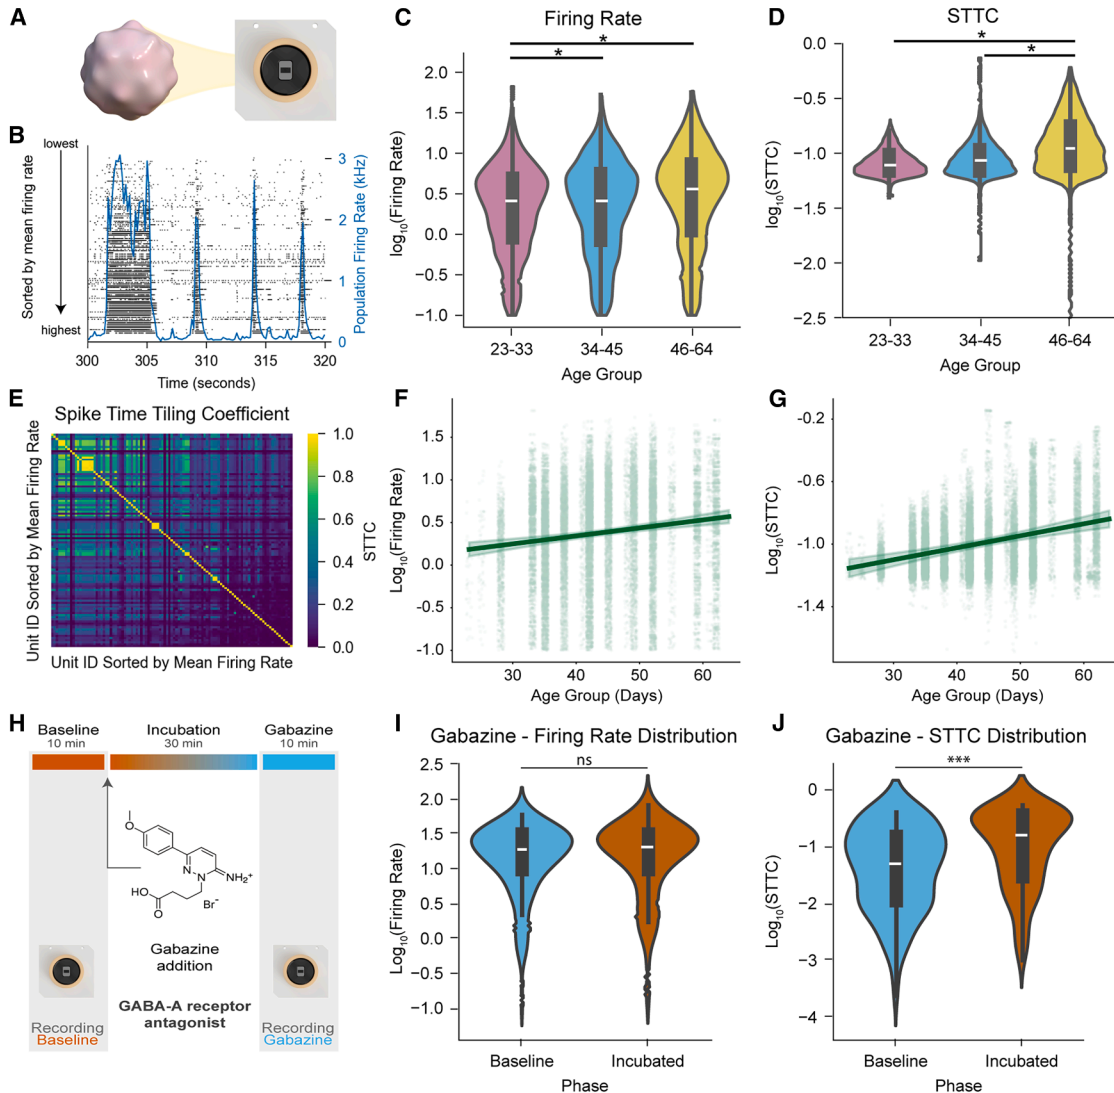 A
B
lowest
highest
Sorted by mean firing rate
3
2
1
0
Population Firing Rate (kHz)
300
305
310
315
320
Time (seconds)
C
Firing Rate
*
*
2.0
1.5
1.0
0.5
0.0
−0.5
−1.0
log10(Firing Rate)
23-33
34-45
46-64
Age Group
D
STTC
*
*
0.0
−0.5
−1.0
−1.5
−2.0
−2.5
log10(STTC)
23-33
34-45
46-64
Age Group
E
Spike Time Tiling Coefficient
Unit ID Sorted by Mean Firing Rate
Unit ID Sorted by Mean Firing Rate
1.0
0.8
0.6
0.4
0.2
0.0
STTC
F
1.5
1.0
0.5
0.0
-0.5
-1.0
Log10(Firing Rate)
30
40
50
60
Age Group (Days)
G
-0.2
-0.6
-1.0
-1.4
Log10(STTC)
30
40
50
60
Age Group (Days)
H
Baseline
10 min
Incubation
30 min
Gabazine
10 min
O
N
N
NH2+
HO
O
Br-
Gabazine
addition
GABA-A receptor
antagonist
Recording
Baseline
Recording
Gabazine
I
Gabazine - Firing Rate Distribution
ns
2.5
2.0
1.5
1.0
0.5
0.0
−0.5
−1.0
Log10(Firing Rate)
Baseline
Incubated
Phase
J
Gabazine - STTC Distribution
***
0
−1
−2
−3
−4
Log10(STTC)
Baseline
Incubated
Phase